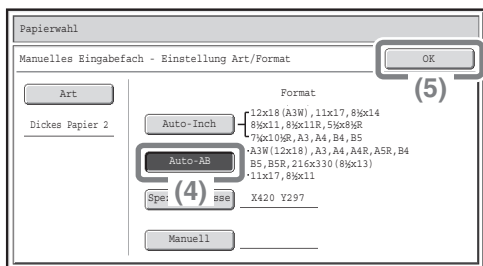 Papierwahl
Manuelles Eingabefach - Einstellung Art/Format
OK
(5)
Art
Format
Dickes Papier 2
Auto-Inch
12x18(A3W),11x17,8½x14
8½x11,8½x11R,5½x8½R
7¼x10½R,A3,A4,B4,B5
Auto-AB
•A3W(12x18),A3,A4,A4R,A5R,B4
B5,B5R,216x330(8½x13)
•11x17,8½x11
(4)
X420 Y297
Manuell